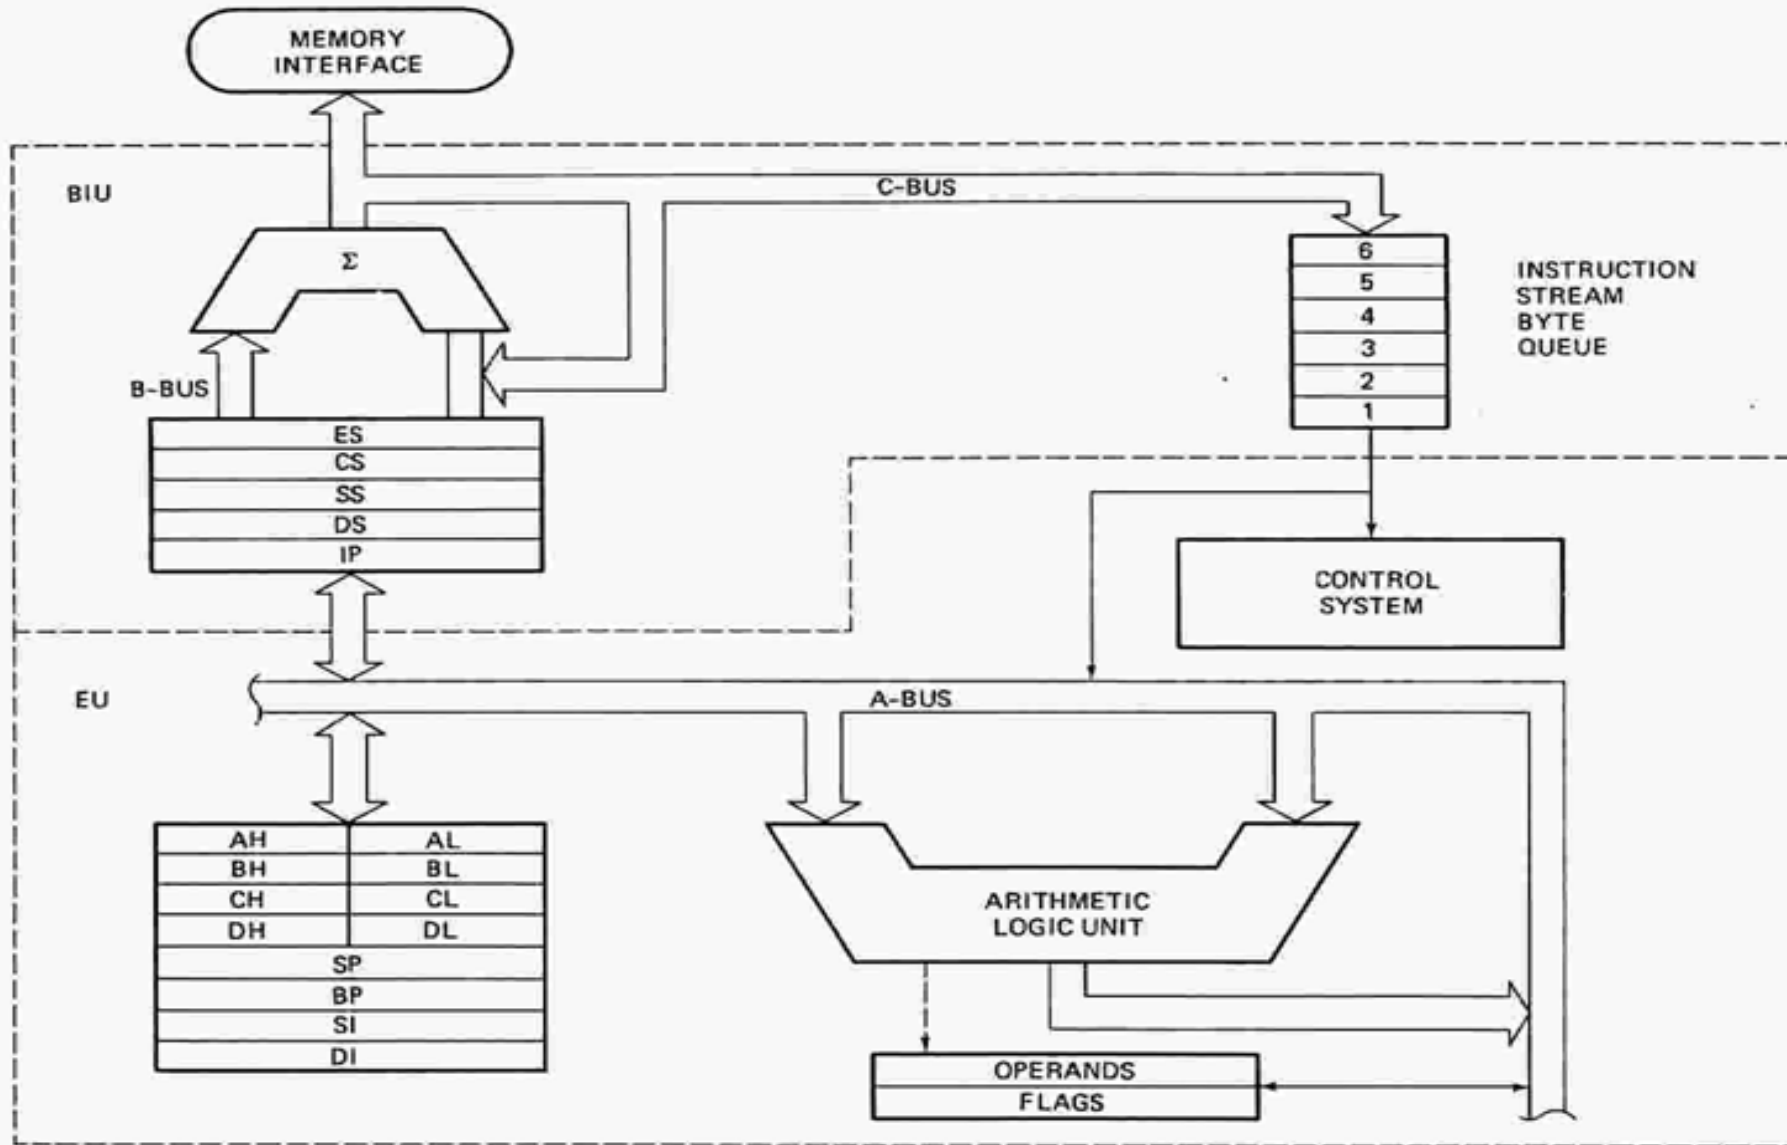 MEMORY
INTERFACE
BIU
C-BUS
Σ
6
5
4
3
2
1
INSTRUCTION
STREAM
BYTE
QUEUE
B-BUS
ES
CS
SS
DS
IP
CONTROL
SYSTEM
EU
A-BUS
AH AL
BH BL
CH CL
DH DL
SP
BP
SI
DI
ARITHMETIC
LOGIC UNIT
OPERANDS
FLAGS